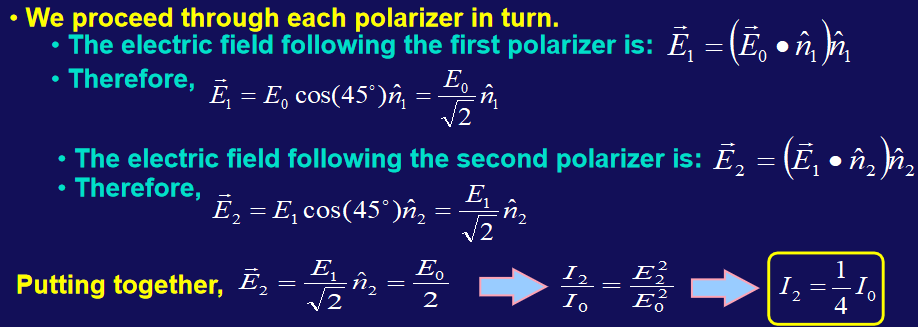 • We proceed through each polarizer in turn.
• The electric field following the first polarizer is: $\vec{E}_1 = \left(\vec{E}_0 \bullet \hat{n}_1\right)\hat{n}_1$
• Therefore, $\vec{E}_1 = E_0 \cos(45^\circ)\hat{n}_1 = \frac{E_0}{\sqrt{2}} \hat{n}_1$
• The electric field following the second polarizer is: $\vec{E}_2 = \left(\vec{E}_1 \bullet \hat{n}_2\right)\hat{n}_2$
• Therefore, $\vec{E}_2 = E_1 \cos(45^\circ)\hat{n}_2 = \frac{E_1}{\sqrt{2}} \hat{n}_2$
Putting together, $\vec{E}_2 = \frac{E_1}{\sqrt{2}} \hat{n}_2 = \frac{E_o}{2}$ $\frac{I_2}{I_o} = \frac{E_2^2}{E_o^2}$ $I_2 = \frac{1}{4} I_o$